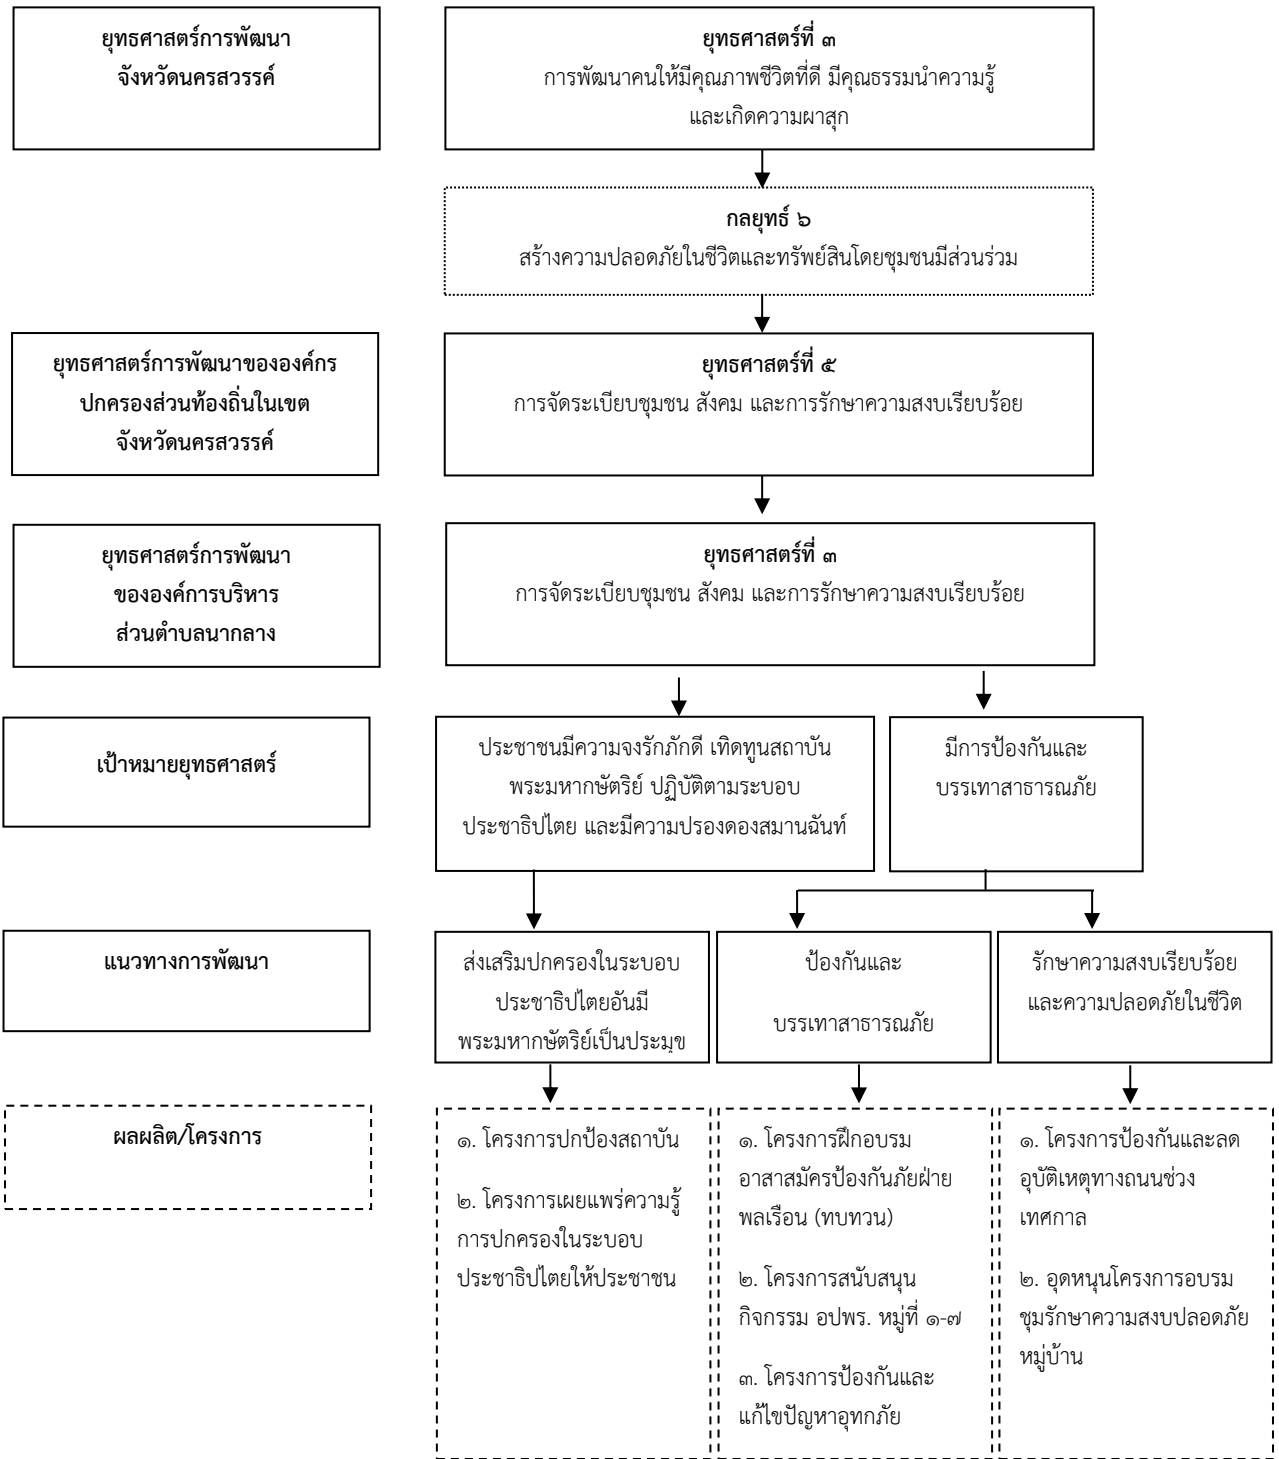 ยุทธศาสตร์การพัฒนา
จังหวัดนครสวรรค์
ยุทธศาสตร์ที่ ๓
การพัฒนาคนให้มีคุณภาพชีวิตที่ดี มีคุณธรรมนำความรู้
และเกิดความผาสุก
กลยุทธ์ ๖
สร้างความปลอดภัยในชีวิตและทรัพย์สินโดยชุมชนมีส่วนร่วม
ยุทธศาสตร์การพัฒนาขององค์กร
ปกครองส่วนท้องถิ่นในเขต
จังหวัดนครสวรรค์
ยุทธศาสตร์ที่ ๕
การจัดระเบียบชุมชน สังคม และการรักษาความสงบเรียบร้อย
ยุทธศาสตร์การพัฒนา
ขององค์การบริหาร
ส่วนตำบลนากลาง
ยุทธศาสตร์ที่ ๓
การจัดระเบียบชุมชน สังคม และการรักษาความสงบเรียบร้อย
เป้าหมายยุทธศาสตร์
ประชาชนมีความจงรักภักดี เทิดทูนสถาบัน
พระมหากษัตริย์ ปฏิบัติตามระบอบ
ประชาธิปไตย และมีความปรองดองสมานฉันท์
มีการป้องกันและ
บรรเทาสาธารณภัย
แนวทางการพัฒนา
ส่งเสริมปกครองในระบอบ
ประชาธิปไตยอันมี
พระมหากษัตริย์เป็นประมุข
ป้องกันและ
บรรเทาสาธารณภัย
รักษาความสงบเรียบร้อย
และความปลอดภัยในชีวิต
ผลผลิต/โครงการ
๑. โครงการปกป้องสถาบัน
๒. โครงการเผยแพร่ความรู้
การปกครองในระบอบ
ประชาธิปไตยให้ประชาชน
๑. โครงการฝึกอบรม
อาสาสมัครป้องกันภัยฝ่าย
พลเรือน (ทบทวน)
๒. โครงการสนับสนุน
กิจกรรม อปพร. หมู่ที่ ๑-๗
๓. โครงการป้องกันและ
แก้ไขปัญหาอุทกภัย
๑. โครงการป้องกันและลด
อุบัติเหตุทางถนนช่วง
เทศกาล
๒. อุดหนุนโครงการอบรม
ชุมรักษาความสงบปลอดภัย
หมู่บ้าน